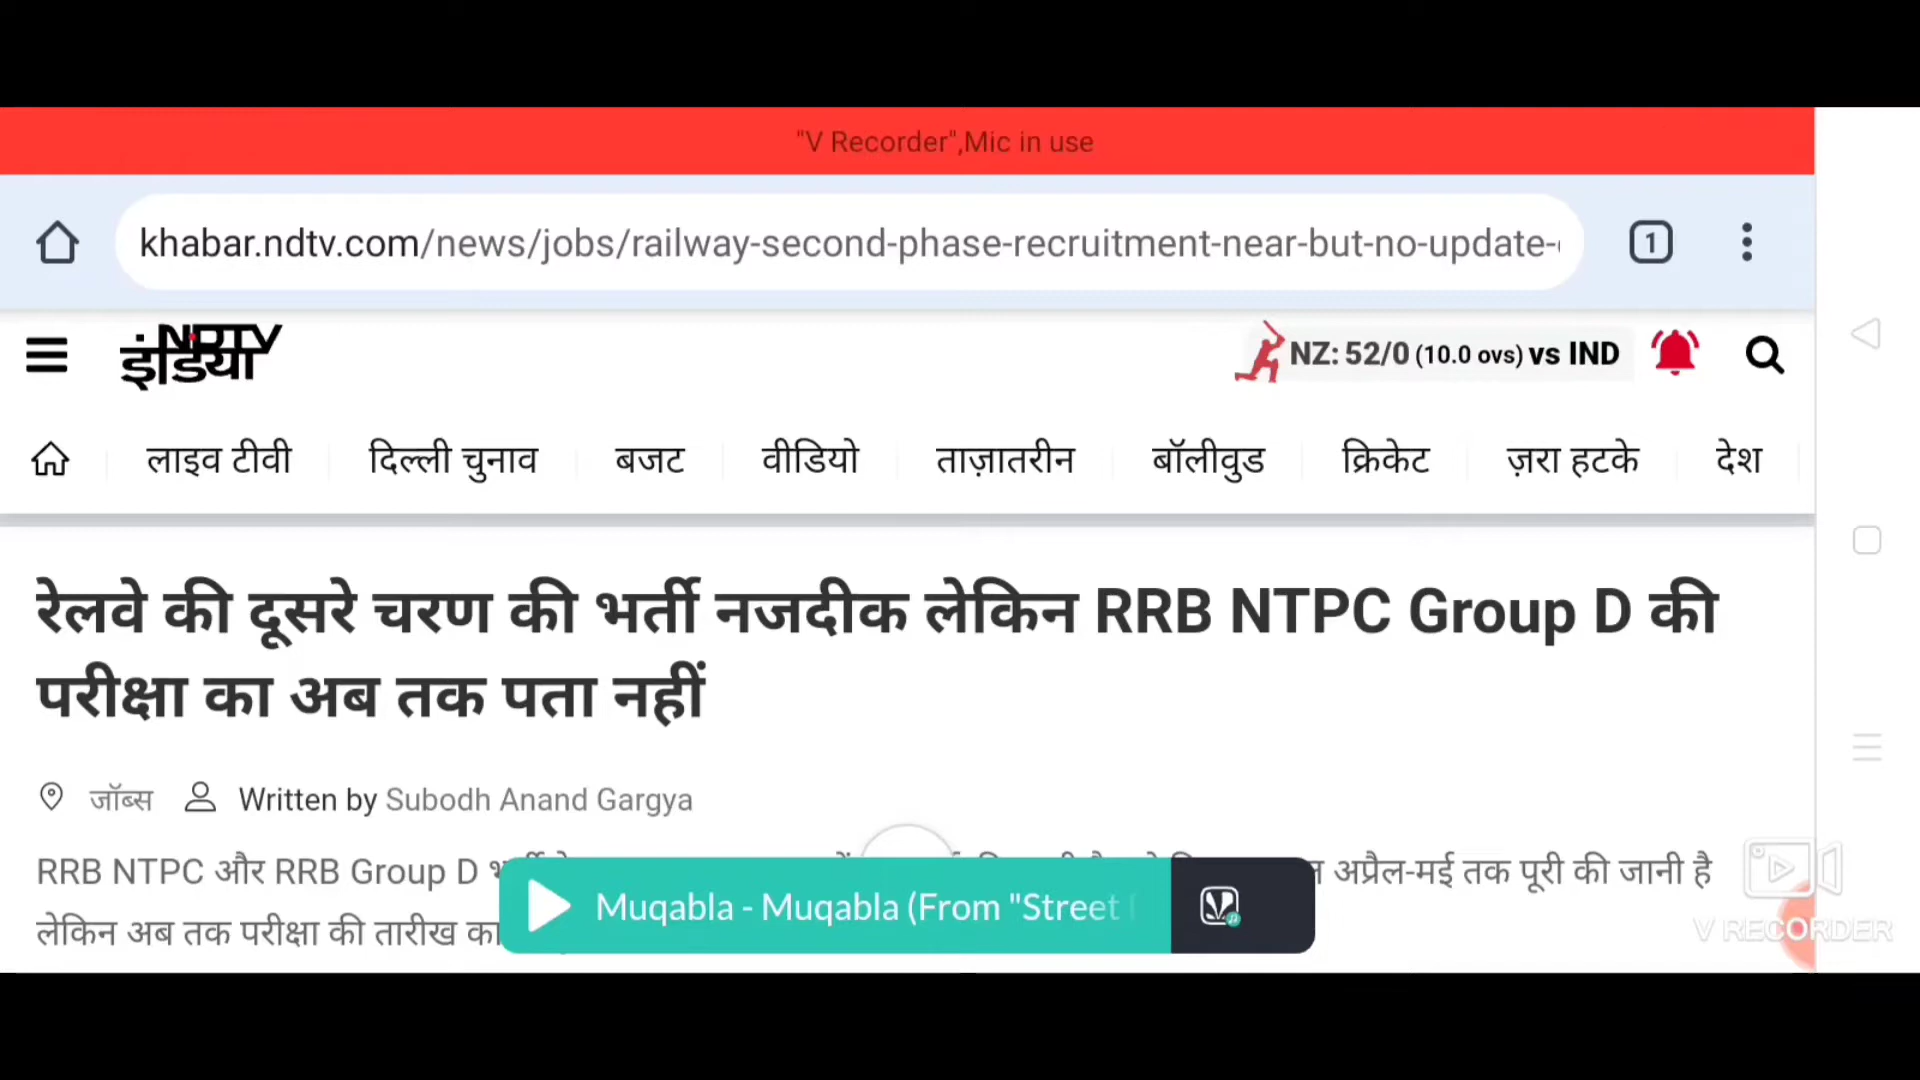 "V Recorder",Mic in use
khabar.ndtv.com/news/jobs/railway-second-phase-recruitment-near-but-no-update-
1
NDTV
इंडिया
NZ: 52/0 (10.0 ovs) vs IND
लाइव टीवी दिल्ली चुनाव बजट वीडियो ताज़ातरीन बॉलीवुड क्रिकेट ज़रा हटके देश
रेलवे की दूसरे चरण की भर्ती नजदीक लेकिन RRB NTPC Group D की
परीक्षा का अब तक पता नहीं
जॉब्स Written by Subodh Anand Gargya
RRB NTPC और RRB Group D अप्रैल-मई तक पूरी की जानी है
लेकिन अब तक परीक्षा की तारीख का
Muqabla - Muqabla (From "Street
V RECORDER